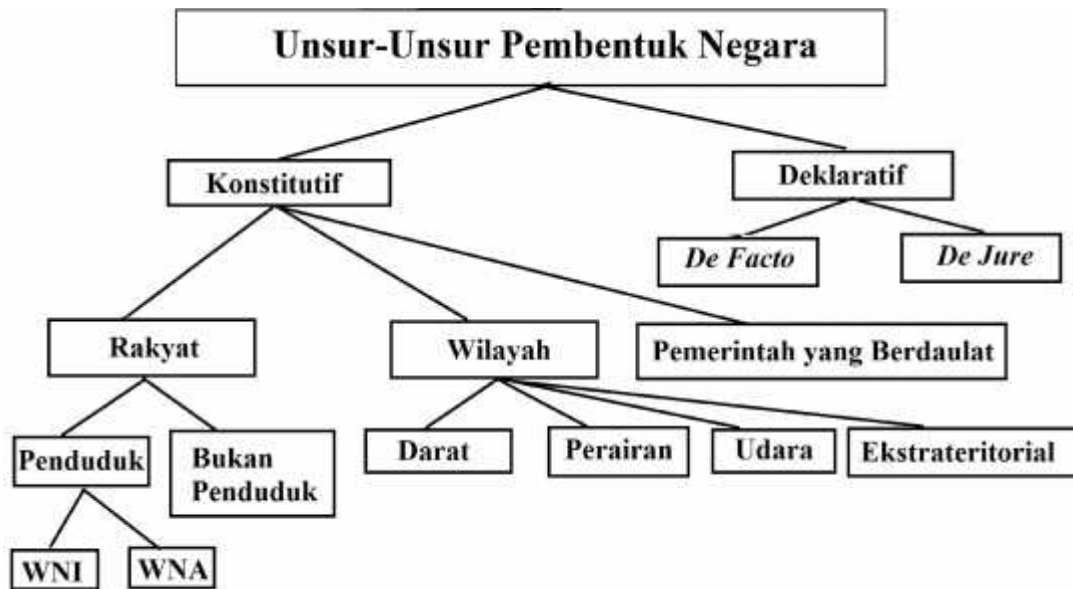 Unsur-Unsur Pembentuk Negara
Konstitutif
Deklaratif
De Facto
De Jure
Rakyat
Wilayah
Pemerintah yang Berdaulat
Penduduk
Bukan
Penduduk
Darat
Perairan
Udara
Ekstrateritorial
WNI
WNA